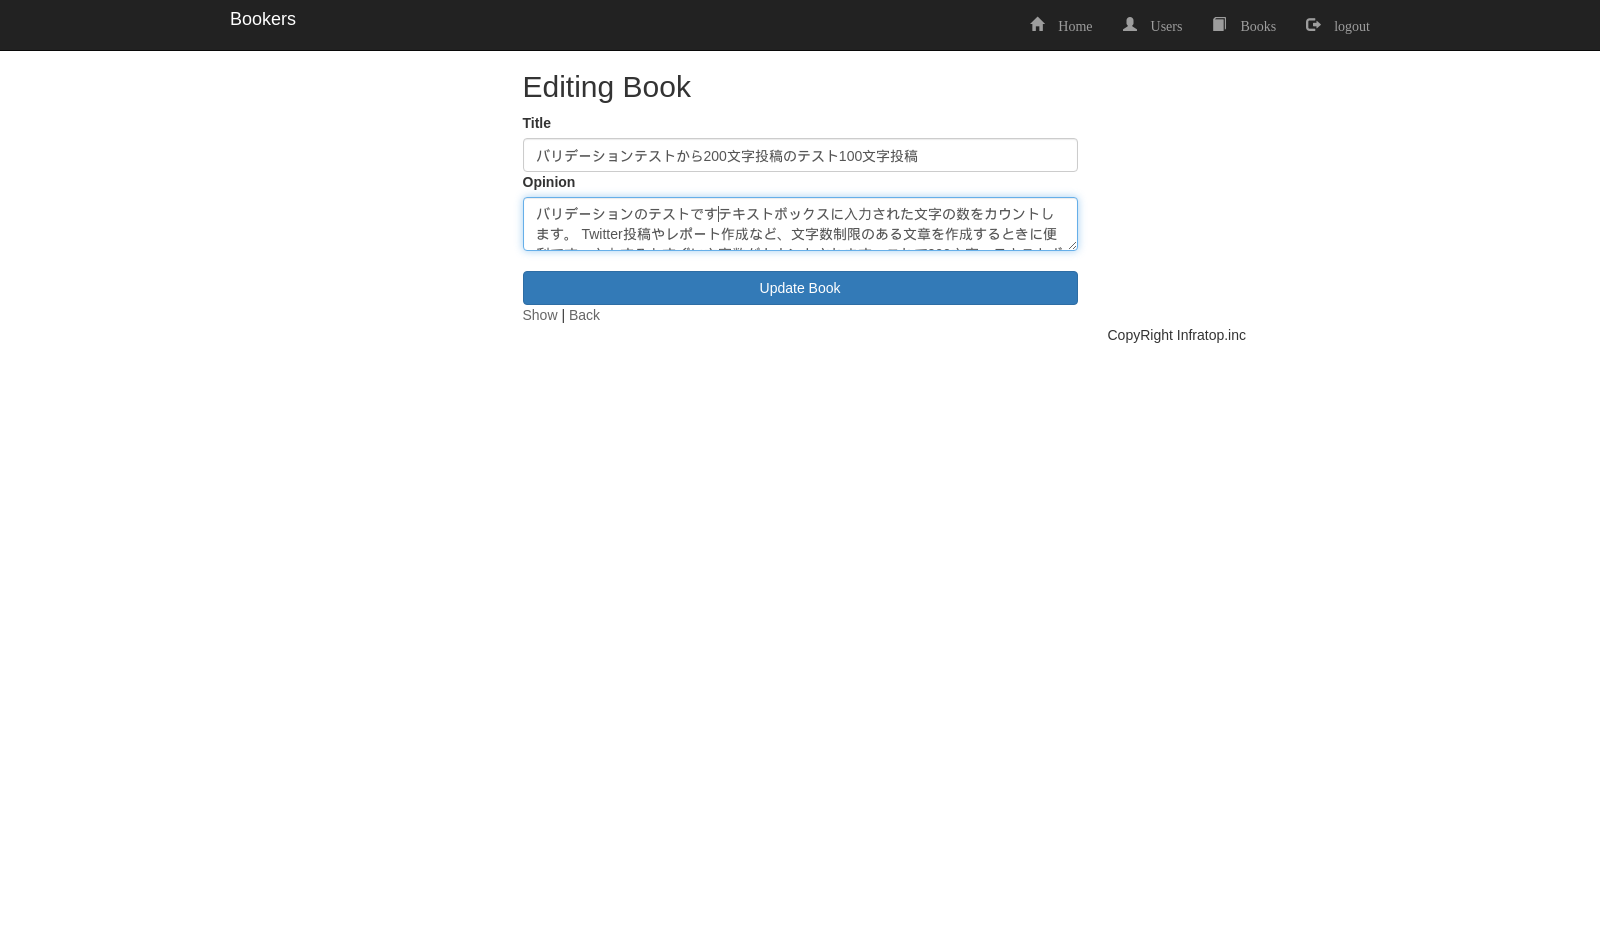 Bookers
Home Users Books logout
Editing Book
Title
バリデーションテストから200文字投稿のテスト100文字投稿
Opinion
バリデーションのテストですテキストボックスに入力された文字の数をカウントし
ます。 Twitter投稿やレポート作成など、文字数制限のある文章を作成するときに便
Update Book
Show | Back
CopyRight Infratop.inc